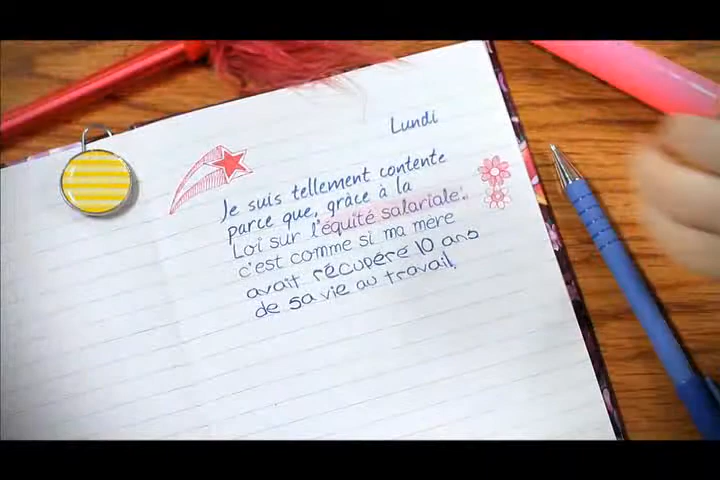 Lundi
Je suis tellement contente
parce que, grâce à la
Loi sur l'équité salariale:
c'est comme si ma mère
avait récupéré 10 ans
de sa vie au travail.